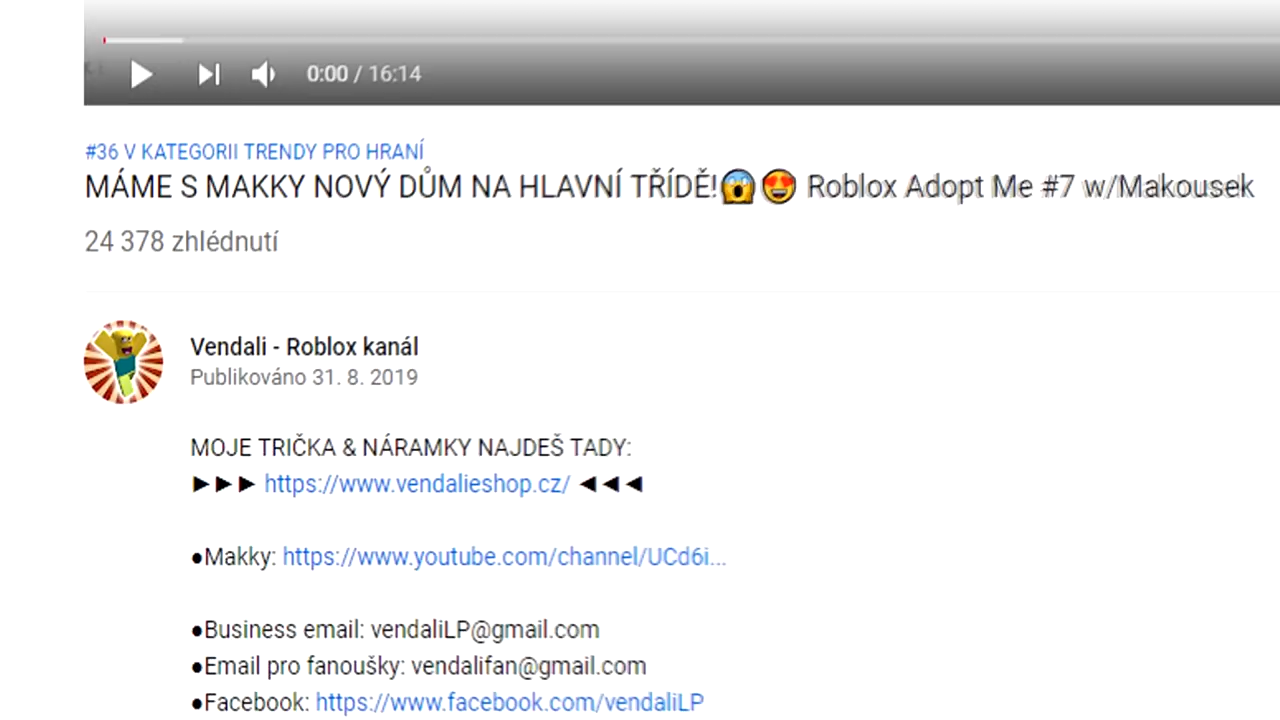 0:00 / 16:14
#36 V KATEGORII TRENDY PRO HRANÍ
MÁME S MAKKY NOVÝ DŮM NA HLAVNÍ TŘÍDĚ!😱😍 Roblox Adopt Me #7 w/Makousek
24 378 zhlédnutí
Vendali - Roblox kanál
Publikováno 31. 8. 2019
MOJE TRIČKA & NÁRAMKY NAJDEŠ TADY:
►►► https://www.vendalieshop.cz/ ◄◄◄
●Makky: https://www.youtube.com/channel/UCd6i...
●Business email: vendaliLP@gmail.com
●Email pro fanoušky: vendalifan@gmail.com
●Facebook: https://www.facebook.com/vendaliLP